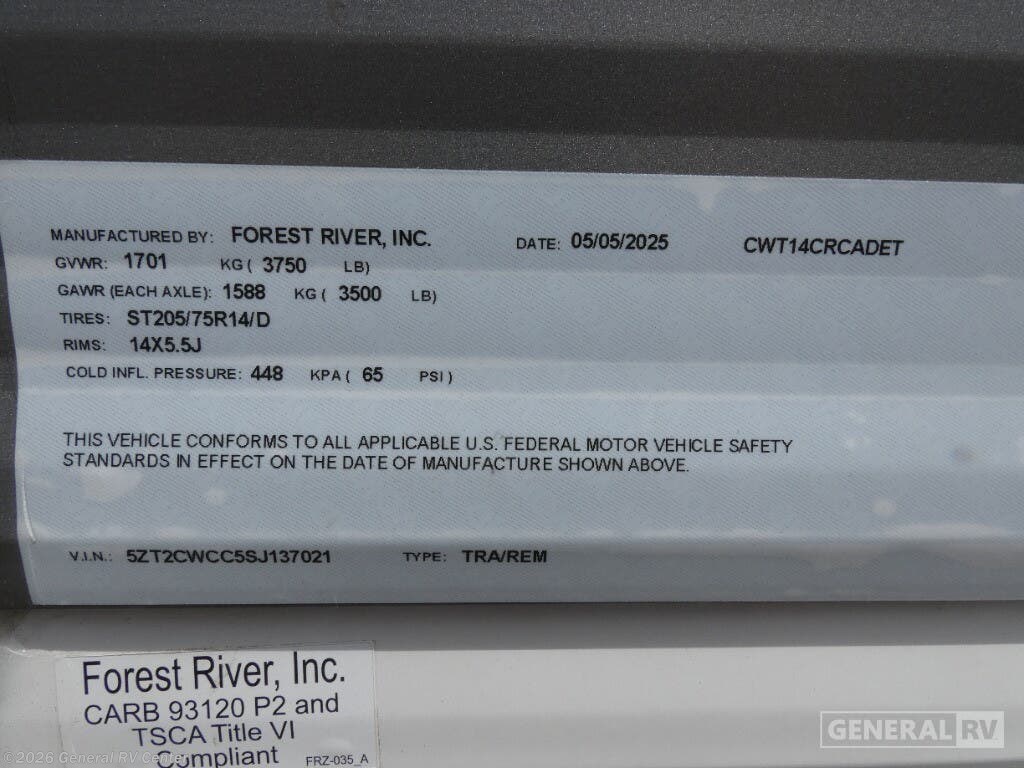 MANUFACTURED BY: FOREST RIVER, INC. DATE: 05/05/2025 CWT14CRCADET
GVWR: 1701 KG ( 3750 LB)
GAWR (EACH AXLE): 1588 KG ( 3500 LB)
TIRES: ST205/75R14/D
RIMS: 14X5.5J
COLD INFL. PRESSURE: 448 KPA ( 65 PSI )
THIS VEHICLE CONFORMS TO ALL APPLICABLE U.S. FEDERAL MOTOR VEHICLE SAFETY
STANDARDS IN EFFECT ON THE DATE OF MANUFACTURE SHOWN ABOVE.
V.I.N.: 5ZT2CWCC5SJ137021 TYPE: TRA/REM
Forest River, Inc.
CARB 93120 P2 and
TSCA Title VI
Compliant FRZ-035_A
GENERAL RV
©2026 General RV Center